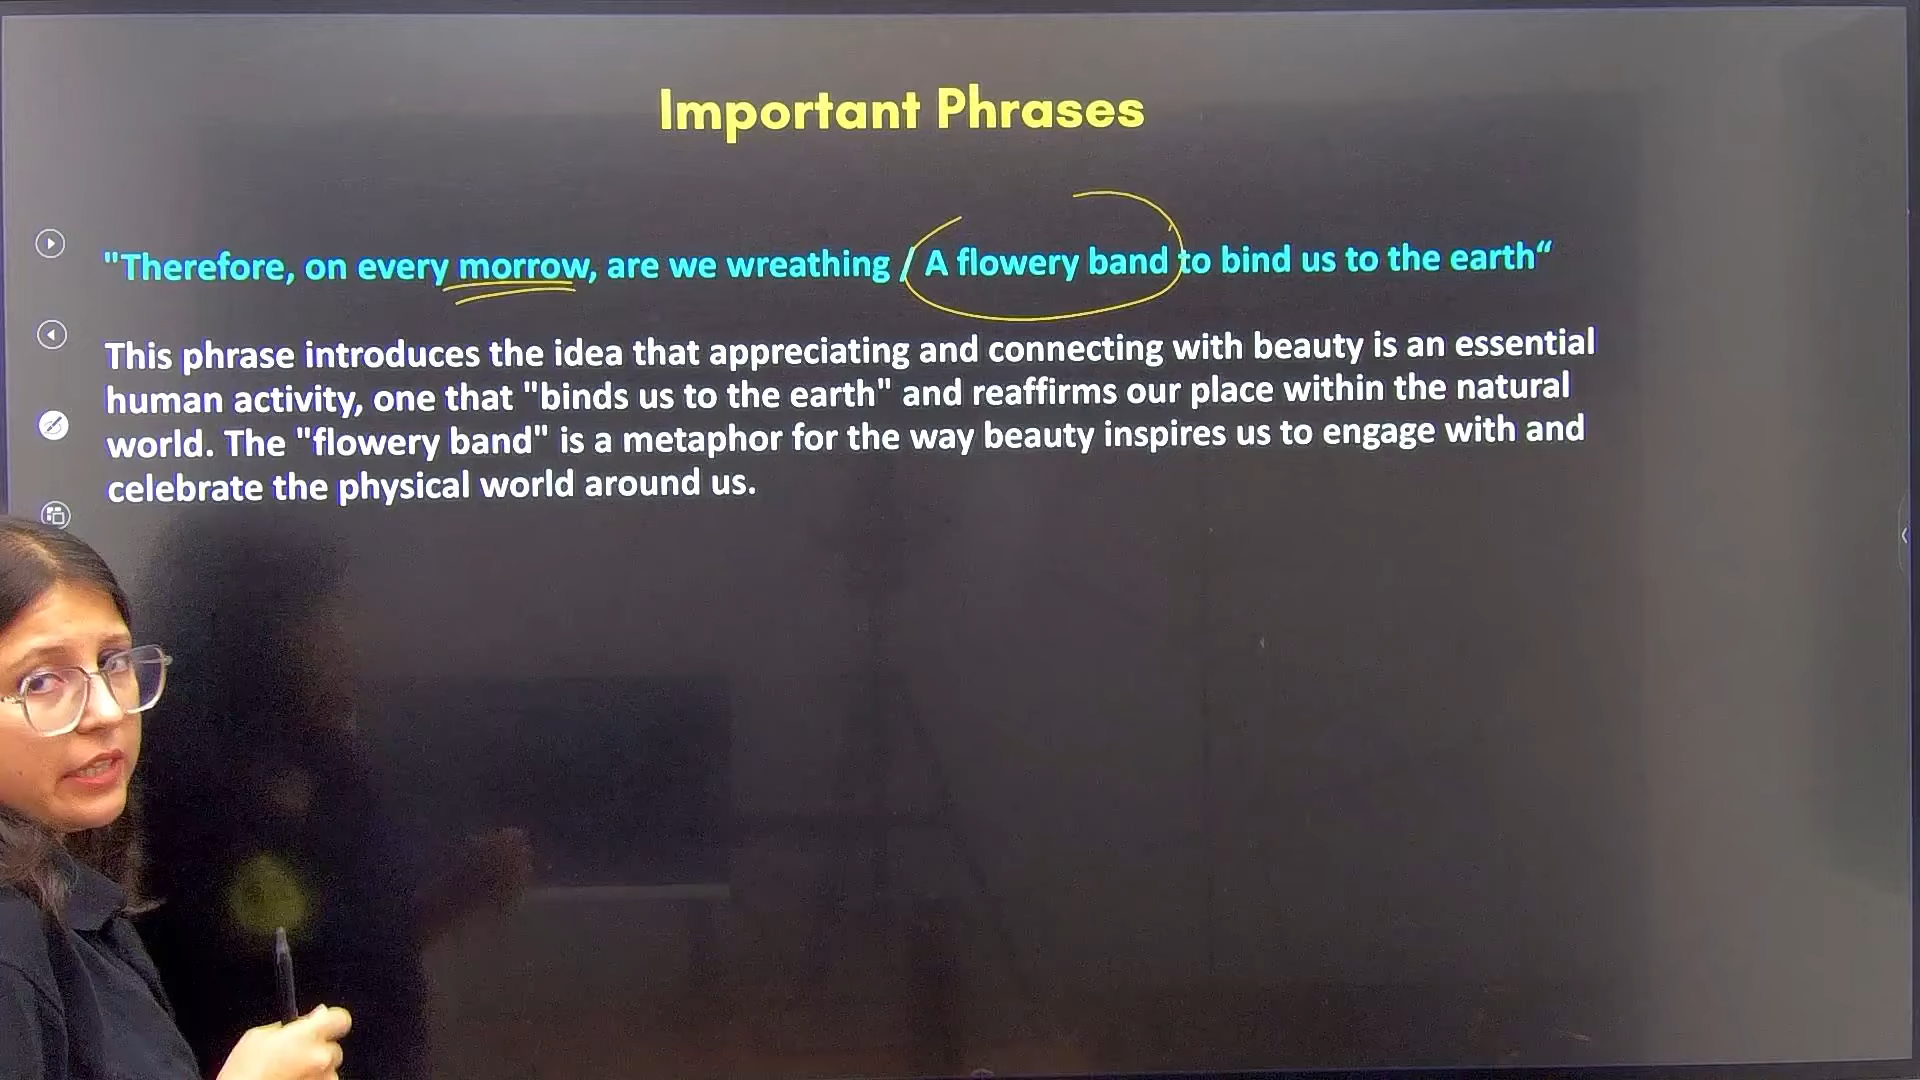 Important Phrases
"Therefore, on every morrow, are we wreathing / A flowery band to bind us to the earth“
This phrase introduces the idea that appreciating and connecting with beauty is an essential
human activity, one that "binds us to the earth" and reaffirms our place within the natural
world. The "flowery band" is a metaphor for the way beauty inspires us to engage with and
celebrate the physical world around us.